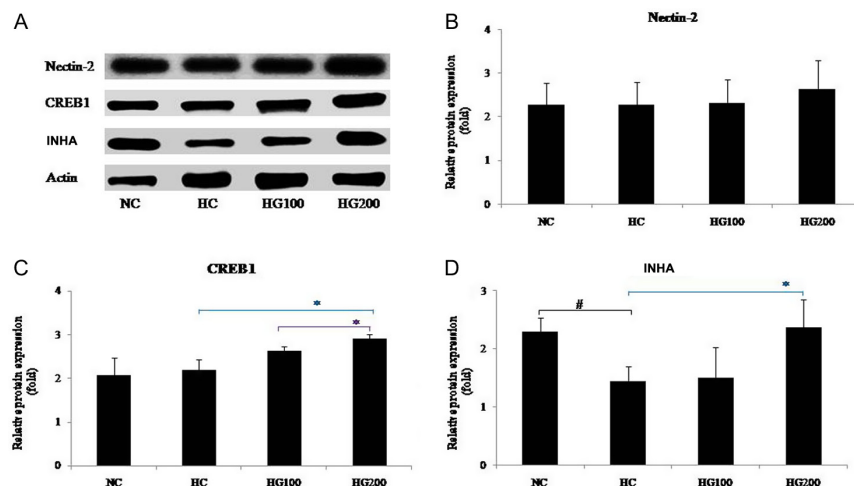 A
Nectin-2
CREB1
INHA
Actin
NC HC HG100 HG200
B
Nectin-2
Relative protein expression
(fold)
4
3
2
1
0
NC HC HG100 HG200
C
CREB1
*
*
Relative protein expression
(fold)
4
3
2
1
0
NC HC HG100 HG200
D
INHA
*
#
Relative protein expression
(fold)
3
2
1
0
NC HC HG100 HG200